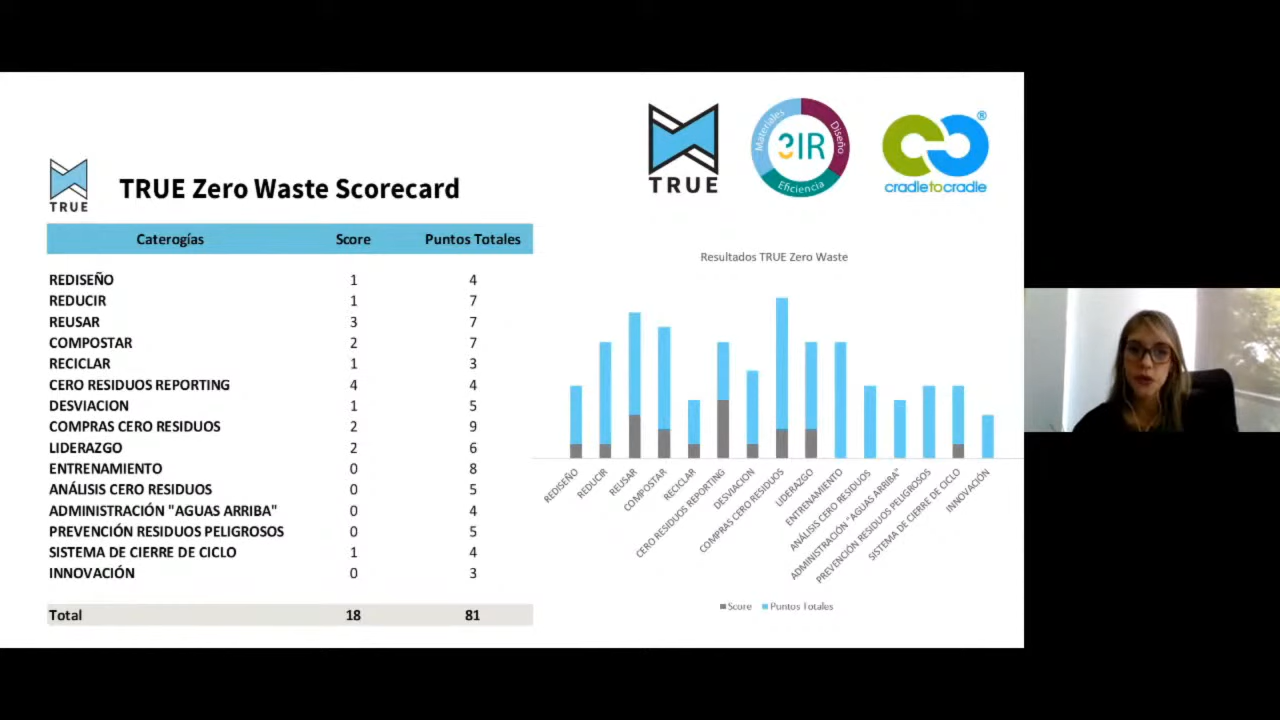 TRUE
Materiales
Diseño
Eficiencia
3IR
®
cradletocradle
TRUE
TRUE Zero Waste Scorecard
Caterogías Score Puntos Totales
REDISEÑO 1 4
REDUCIR 1 7
REUSAR 3 7
COMPOSTAR 2 7
RECICLAR 1 3
CERO RESIDUOS REPORTING 4 4
DESVIACION 1 5
COMPRAS CERO RESIDUOS 2 9
LIDERAZGO 2 6
ENTRENAMIENTO 0 8
ANÁLISIS CERO RESIDUOS 0 5
ADMINISTRACIÓN "AGUAS ARRIBA" 0 4
PREVENCIÓN RESIDUOS PELIGROSOS 0 5
SISTEMA DE CIERRE DE CICLO 1 4
INNOVACIÓN 0 3
Total 18 81
Resultados TRUE Zero Waste
REDISEÑO
REDUCIR
REUSAR
COMPOSTAR
RECICLAR
CERO RESIDUOS REPORTING
DESVIACION
COMPRAS CERO RESIDUOS
LIDERAZGO
ENTRENAMIENTO
ANÁLISIS CERO RESIDUOS
ADMINISTRACIÓN "AGUAS ARRIBA"
PREVENCIÓN RESIDUOS PELIGROSOS
SISTEMA DE CIERRE DE CICLO
INNOVACIÓN
Score Puntos Totales